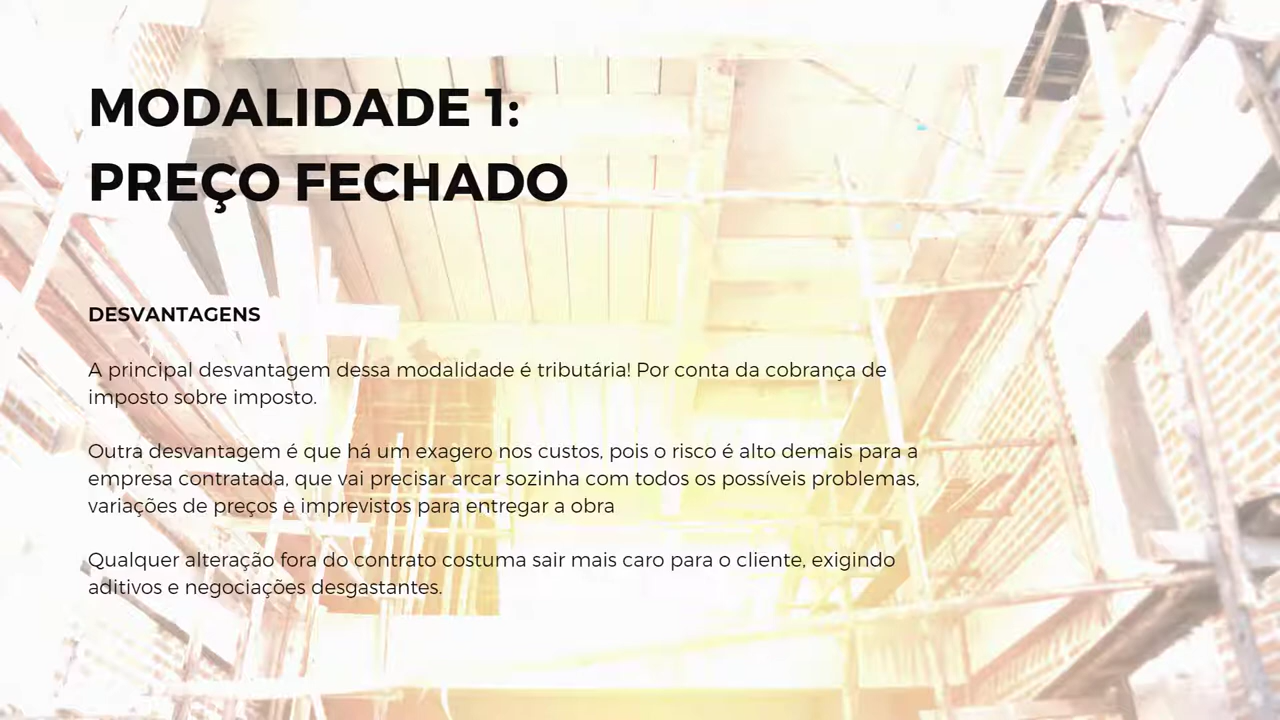 MODALIDADE 1:
PREÇO FECHADO
DESVANTAGENS
A principal desvantagem dessa modalidade é tributária! Por conta da cobrança de
imposto sobre imposto.
Outra desvantagem é que há um exagero nos custos, pois o risco é alto demais para a
empresa contratada, que vai precisar arcar sozinha com todos os possíveis problemas,
variações de preços e imprevistos para entregar a obra
Qualquer alteração fora do contrato costuma sair mais caro para o cliente, exigindo
aditivos e negociações desgastantes.